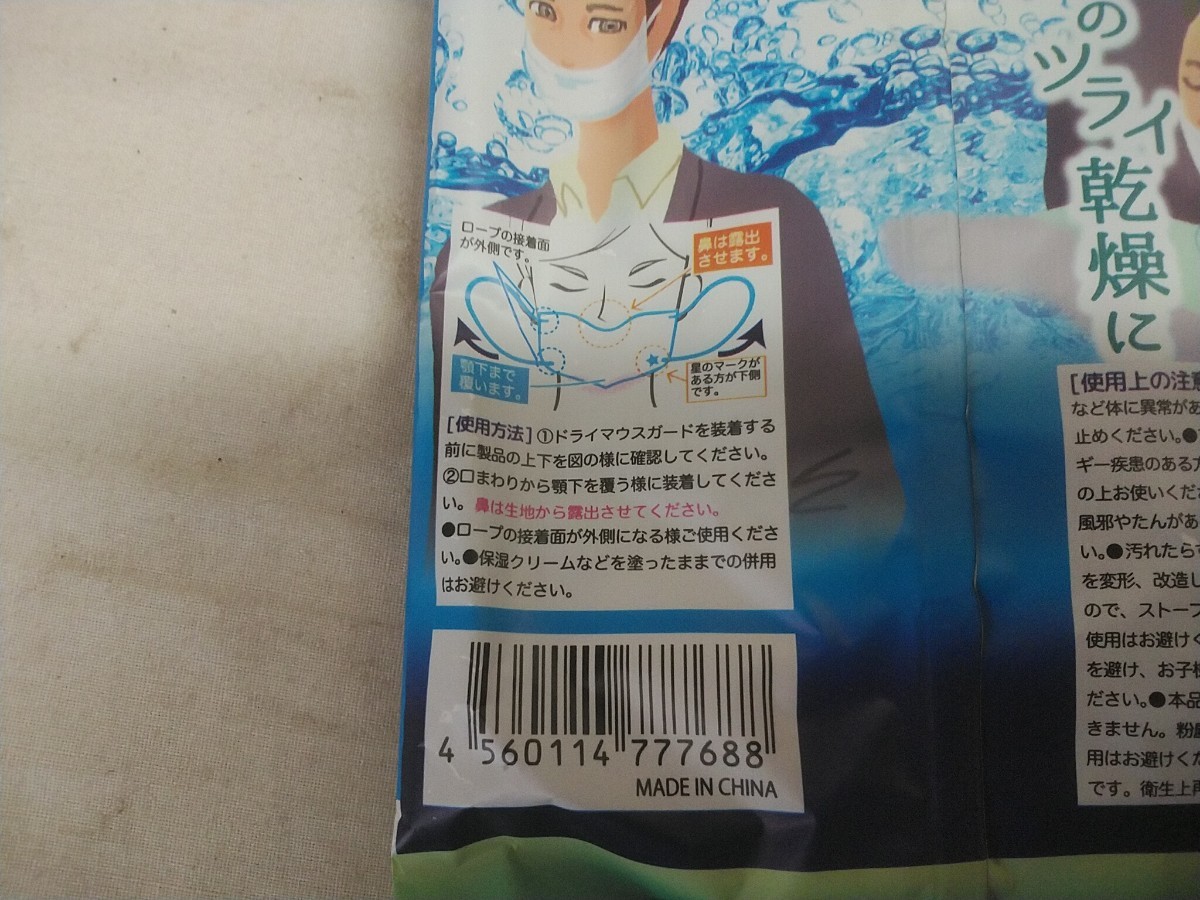 のツライ乾燥に
ロープの接着面
が外側です。
鼻は露出
させます。
顎下まで
覆います。
星のマークが
ある方が下側
です。
[使用方法]①ドライマウスガードを装着する
前に製品の上下を図の様に確認してください。
②口まわりから顎下を覆う様に装着してくださ
い。鼻は生地から露出させてください。
●ロープの接着面が外側になる様ご使用くださ
い。●保湿クリームなどを塗ったままでの併用
はお避けください。
4 560114 777688
MADE IN CHINA
[使用上の注意
など体に異常があ
止めください。●
ギー疾患のある方
の上お使いくださ
風邪やたんがあ
い。●汚れたらす
を変形、改造し
ので、ストーブ
使用はお避けく
を避け、お子様
ださい。●本品
きません。粉塵
用はお避けくだ
です。衛生上再